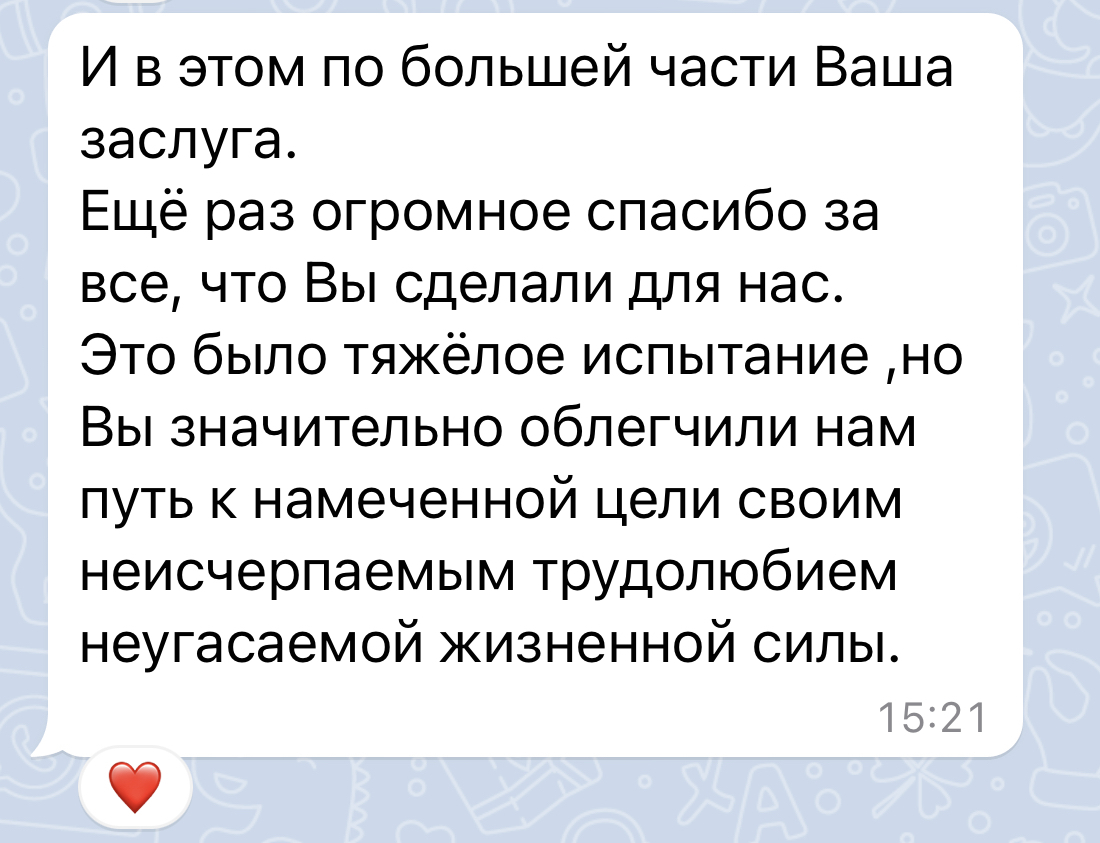 И в этом по большей части Ваша
заслуга.
Ещё раз огромное спасибо за
все, что Вы сделали для нас.
Это было тяжёлое испытание ,но
Вы значительно облегчили нам
путь к намеченной цели своим
неисчерпаемым трудолюбием
неугасаемой жизненной силы.
15:21